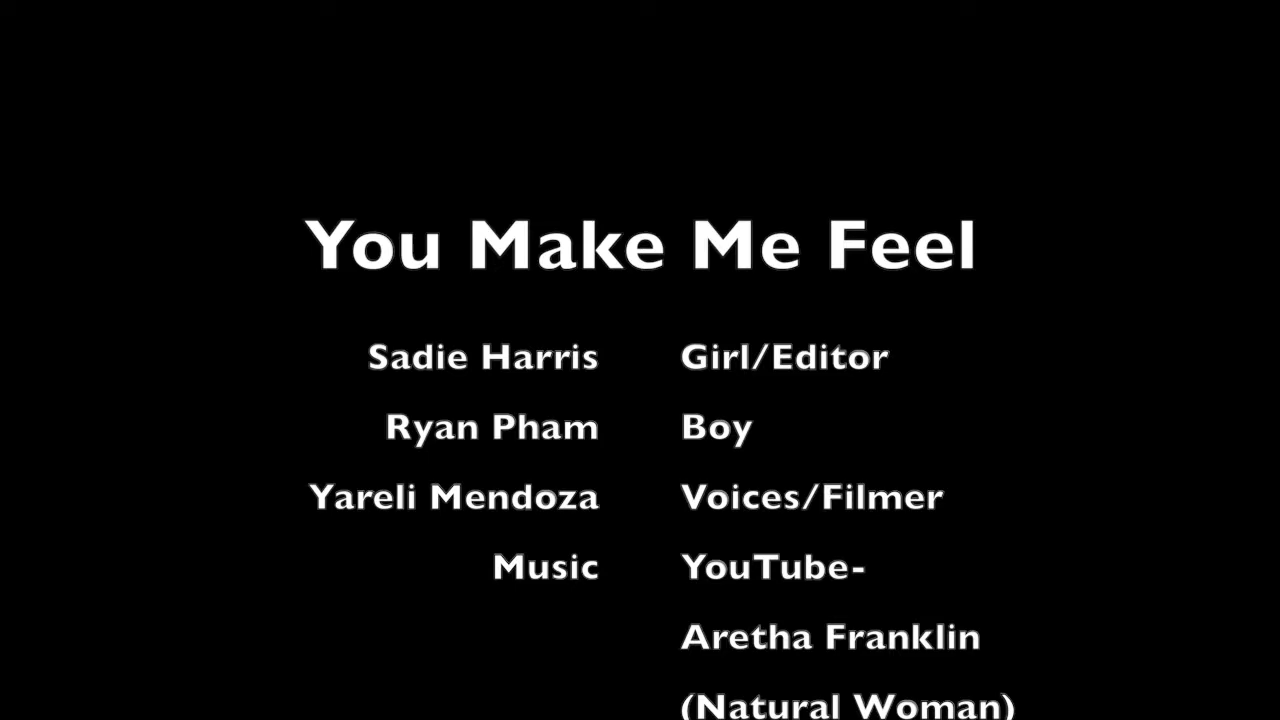 You Make Me Feel
Sadie Harris Girl/Editor
Ryan Pham Boy
Yareli Mendoza Voices/Filmer
Music YouTube-
Aretha Franklin
(Natural Woman)